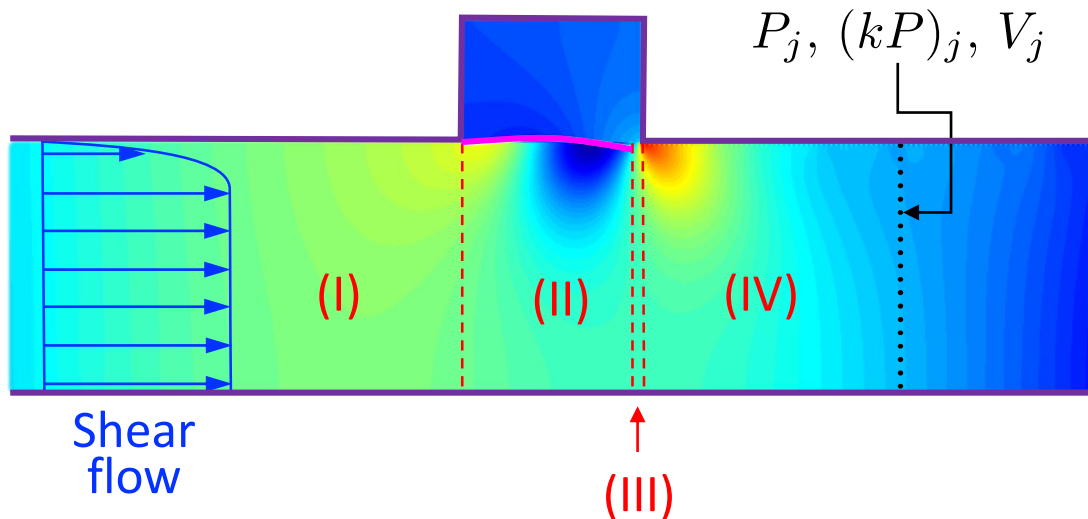 P_j, (kP)_j, V_j
(I)
(II)
(IV)
Shear
flow
(III)